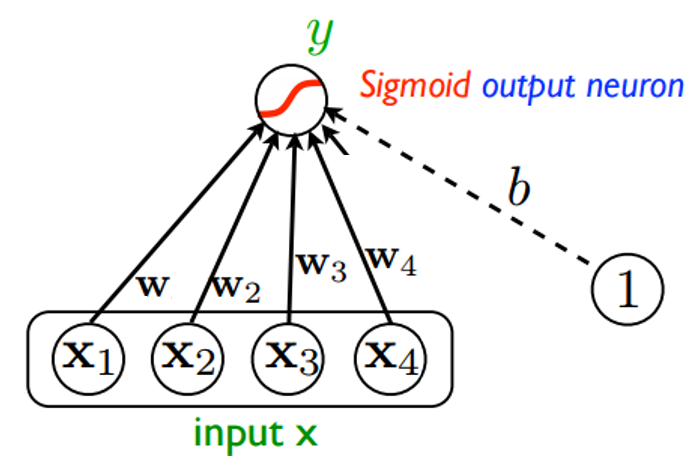 y
Sigmoid output neuron
b
w w₂ w₃ w₄
1
x₁ x₂ x₃ x₄
input x